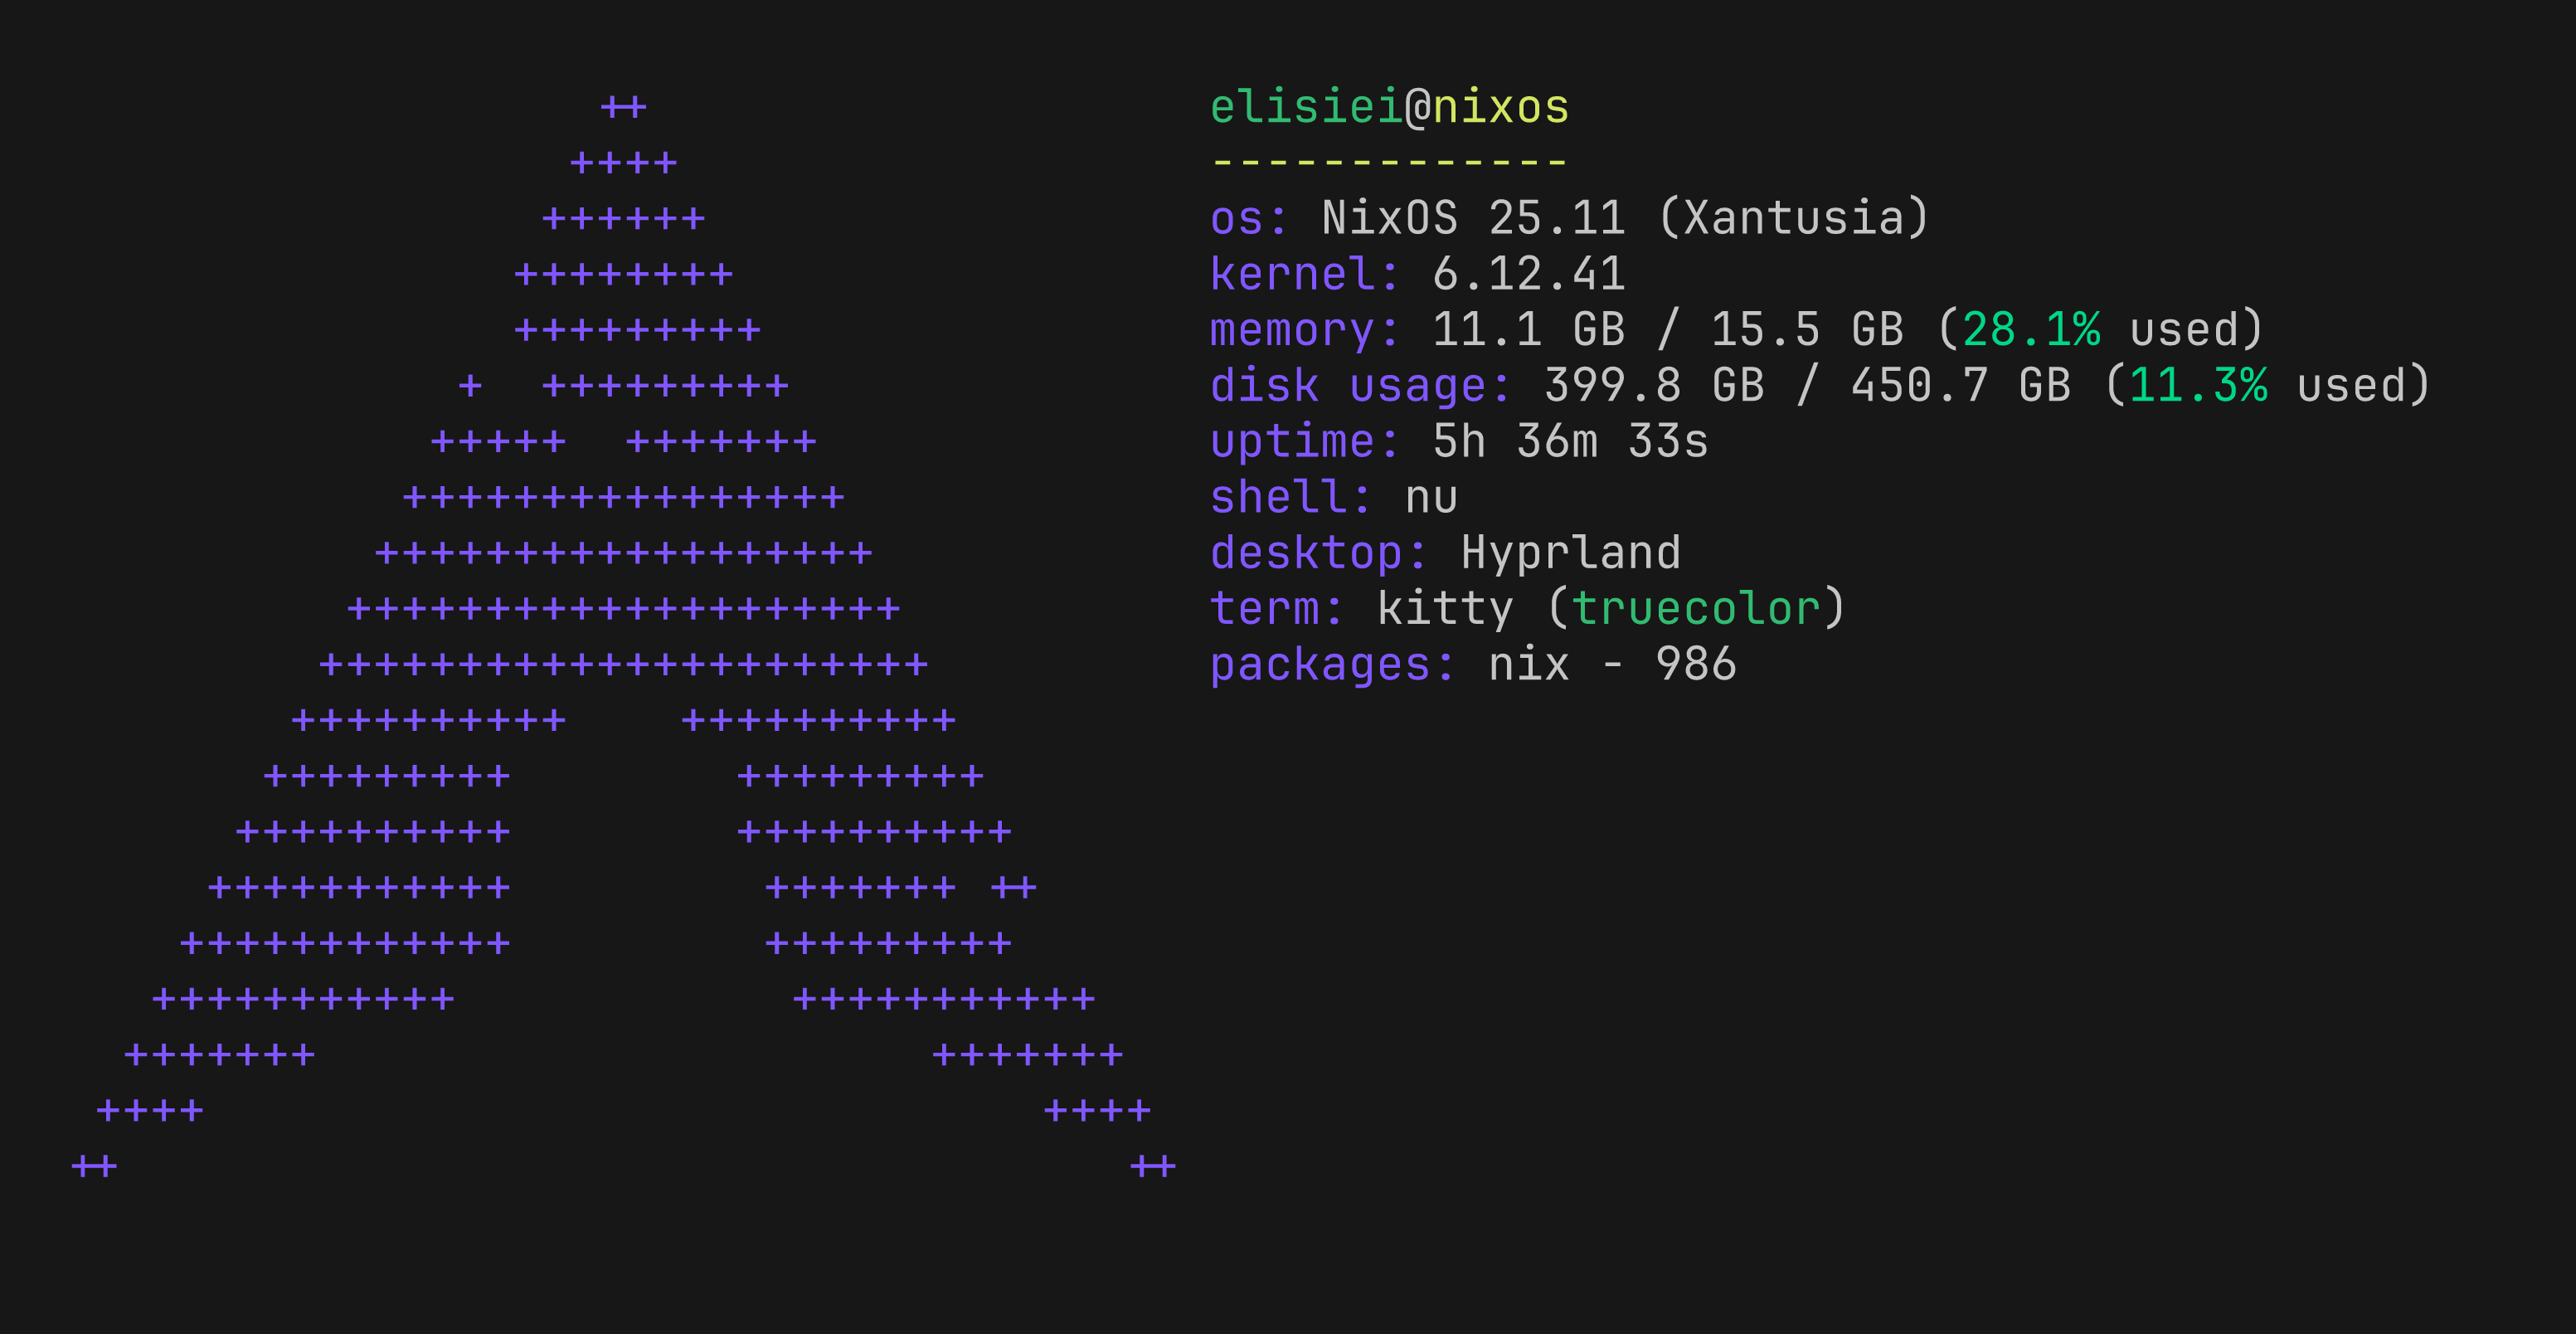 elisiei@nixos
-------------
os: NixOS 25.11 (Xantusia)
kernel: 6.12.41
memory: 11.1 GB / 15.5 GB (28.1% used)
disk usage: 399.8 GB / 450.7 GB (11.3% used)
uptime: 5h 36m 33s
shell: nu
desktop: Hyprland
term: kitty (truecolor)
packages: nix - 986